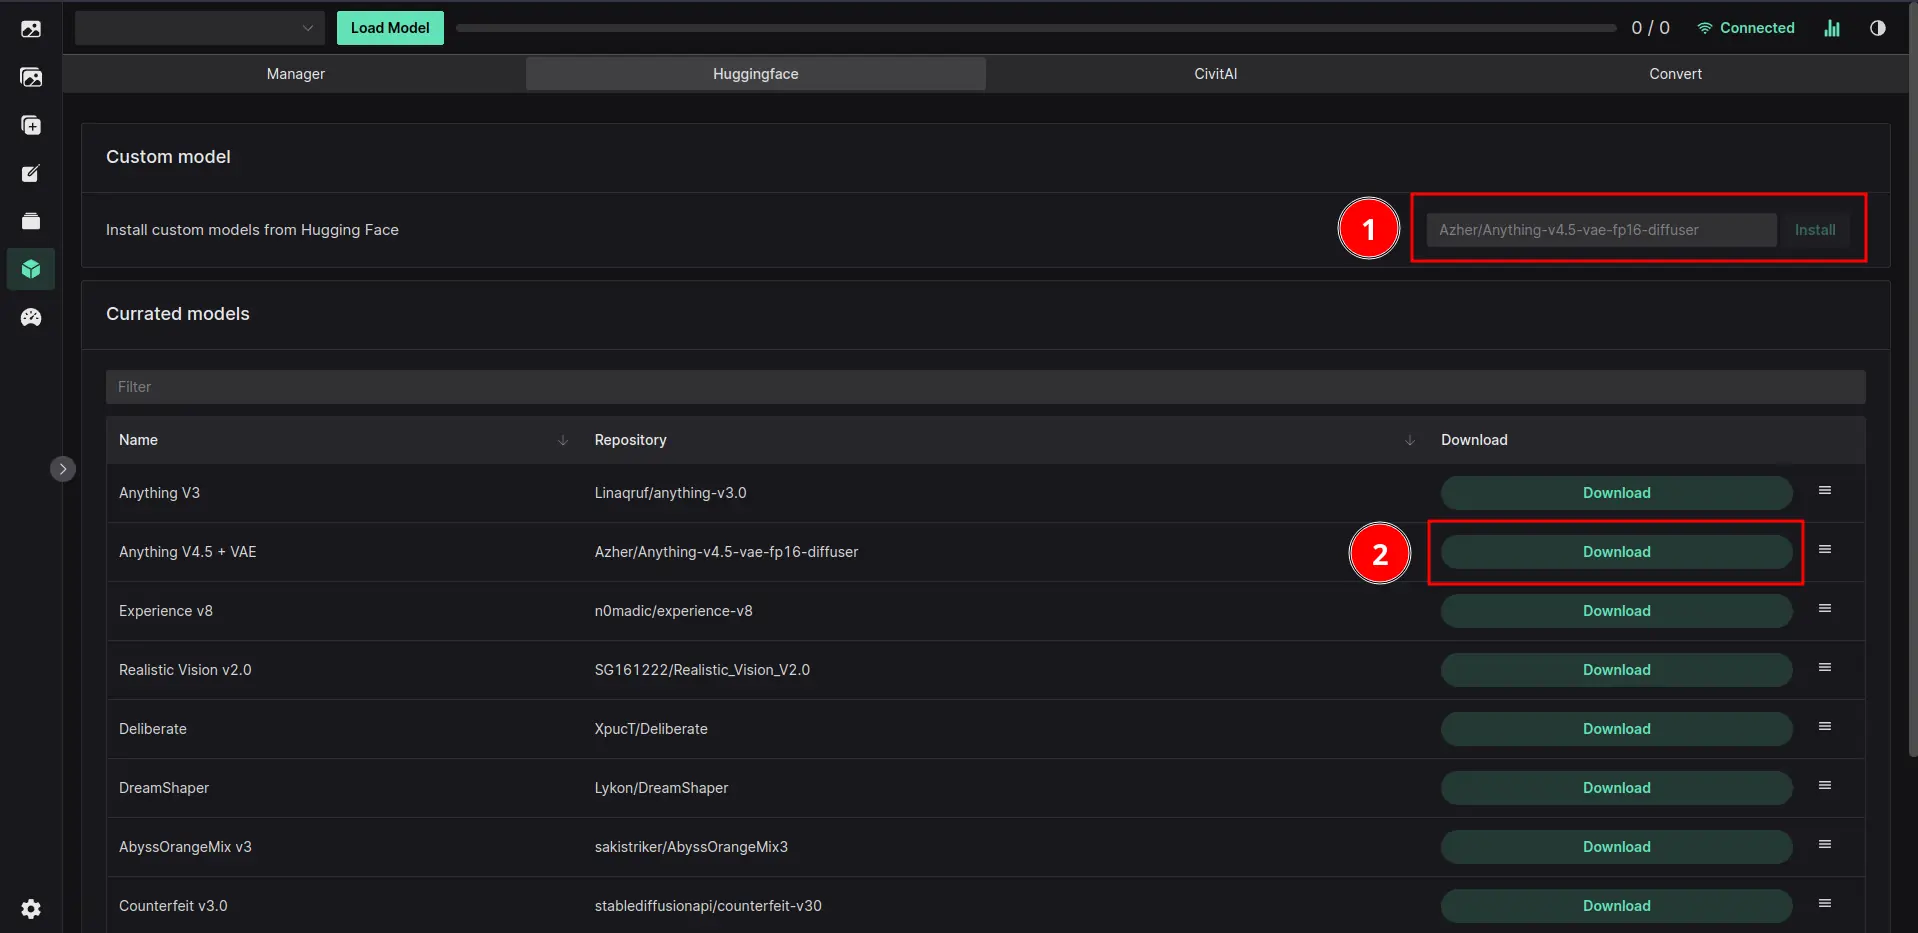 Load Model 0 / 0 Connected
Manager Huggingface CivitAI Convert
Custom model
Install custom models from Hugging Face 1 Azher/Anything-v4.5-vae-fp16-diffuser Install
Currated models
Filter
Name Repository Download
Anything V3 Linaqruf/anything-v3.0 Download
Anything V4.5 + VAE Azher/Anything-v4.5-vae-fp16-diffuser 2 Download
Experience v8 n0madic/experience-v8 Download
Realistic Vision v2.0 SG161222/Realistic_Vision_V2.0 Download
Deliberate XpucT/Deliberate Download
DreamShaper Lykon/DreamShaper Download
AbyssOrangeMix v3 sakistriker/AbyssOrangeMix3 Download
Counterfeit v3.0 stablediffusionapi/counterfeit-v30 Download